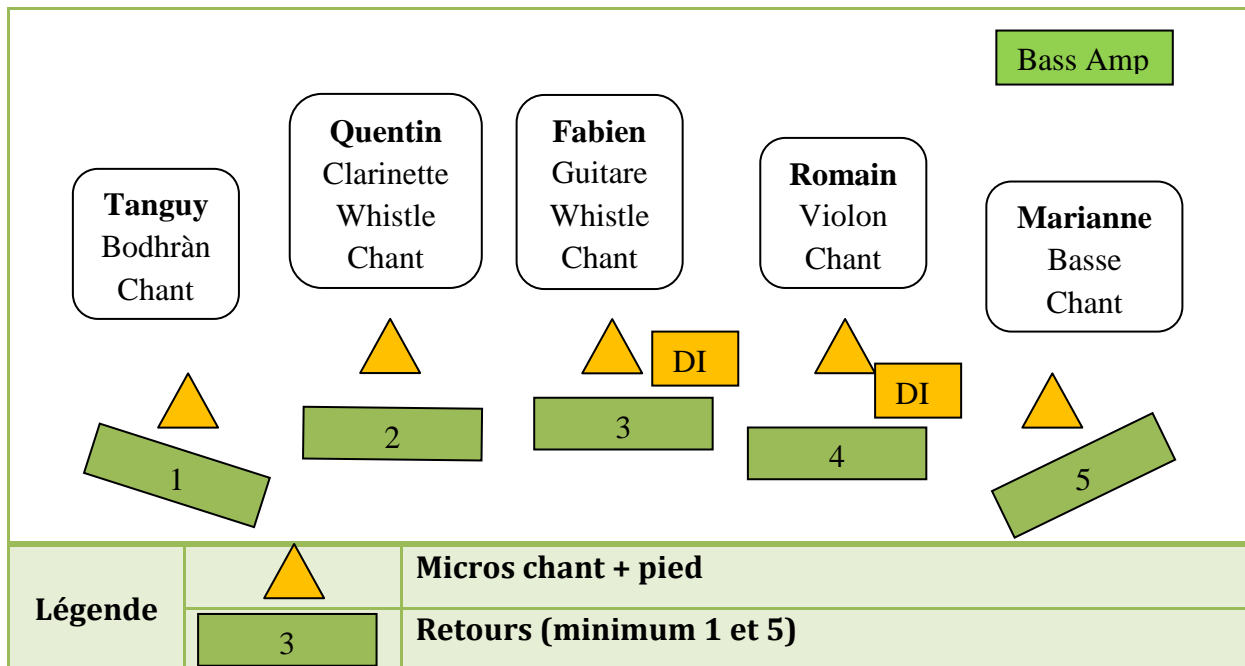 Bass Amp
Tanguy
Bodhràn
Chant
Quentin
Clarinette
Whistle
Chant
Fabien
Guitare
Whistle
Chant
Romain
Violon
Chant
Marianne
Basse
Chant
DI
DI
1
2
3
4
5
Légende
Micros chant + pied
3
Retours (minimum 1 et 5)